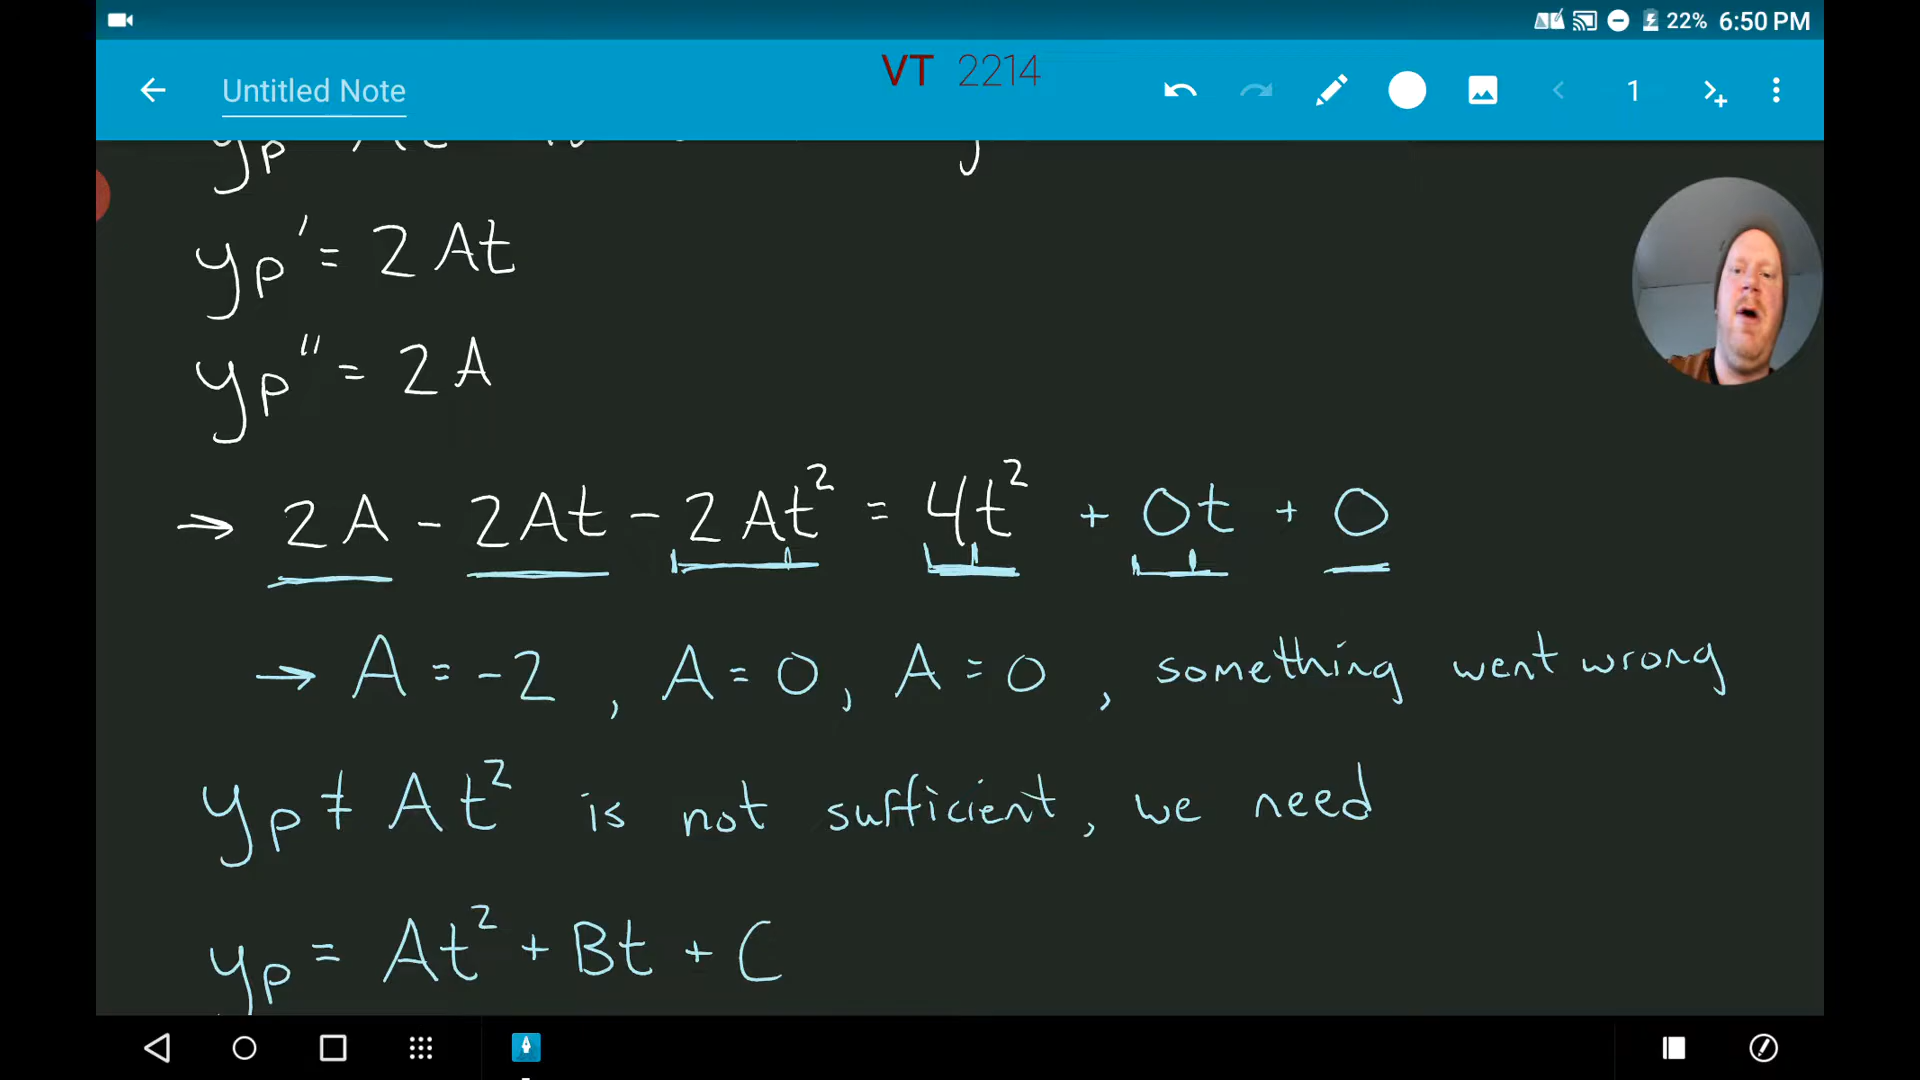 22% 6:50 PM
VT 2214
Untitled Note
1
yp' = 2At
yp'' = 2A
→ 2A - 2At - 2At² = 4t² + 0t + 0
→ A = -2, A = 0, A = 0, something went wrong
yp ≠ At² is not sufficient, we need
yp = At² + Bt + C